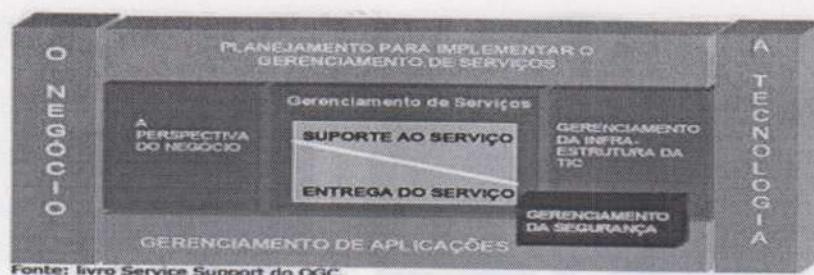 O NEGÓCIO
PLANEJAMENTO PARA IMPLEMENTAR O
GERENCIAMENTO DE SERVIÇOS
A TECNOLOGIA
Gerenciamento de Serviços
A
PERSPECTIVA
DO NEGÓCIO
SUPORTE AO SERVIÇO
ENTREGA DO SERVIÇO
GERENCIAMENTO
DA INFRA-
ESTRUTURA DA
TIC
GERENCIAMENTO
DA SEGURANÇA
GERENCIAMENTO DE APLICAÇÕES
Fonte: livro Service Support do OGC